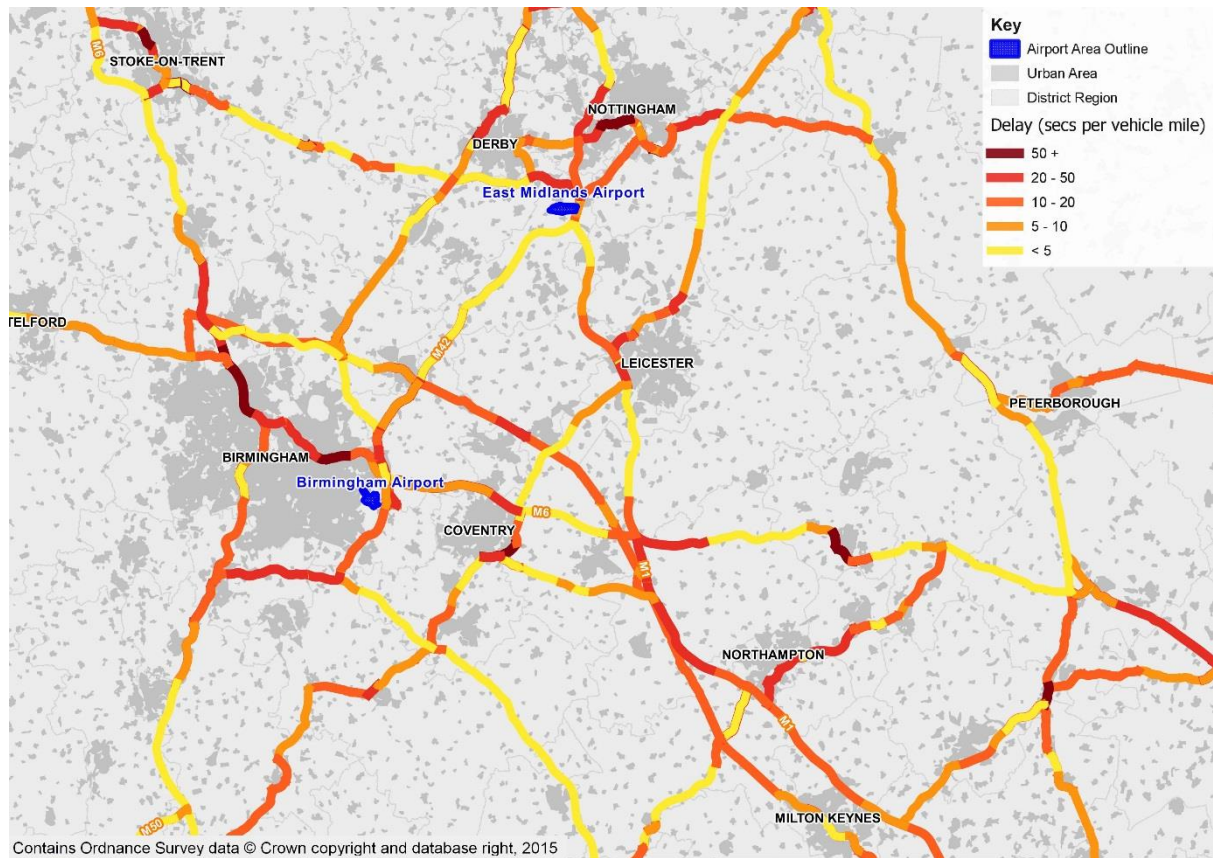 Key
Airport Area Outline
Urban Area
District Region
Delay (secs per vehicle mile)
50 +
20 - 50
10 - 20
5 - 10
< 5
M6
STOKE-ON-TRENT
NOTTINGHAM
DERBY
East Midlands Airport
TELFORD
M42
LEICESTER
PETERBOROUGH
BIRMINGHAM
Birmingham Airport
M6
COVENTRY
M1
NORTHAMPTON
M1
MILTON KEYNES
M50
Contains Ordnance Survey data © Crown copyright and database right, 2015